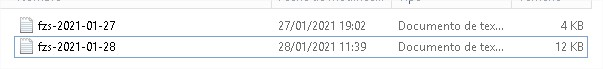 fzs-2021-01-27 27/01/2021 19:02 Documento de tex... 4 KB
fzs-2021-01-28 28/01/2021 11:39 Documento de tex... 12 KB